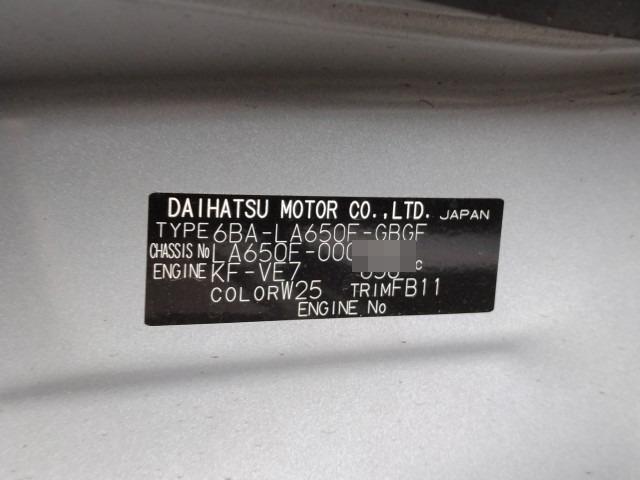 DAIHATSU MOTOR CO.,LTD. JAPAN
TYPE 6BA-LA650F-GBGF
CHASSIS No LA650F-000
ENGINE KF-VE7 C
COLOR W25 TRIM FB11
ENGINE No